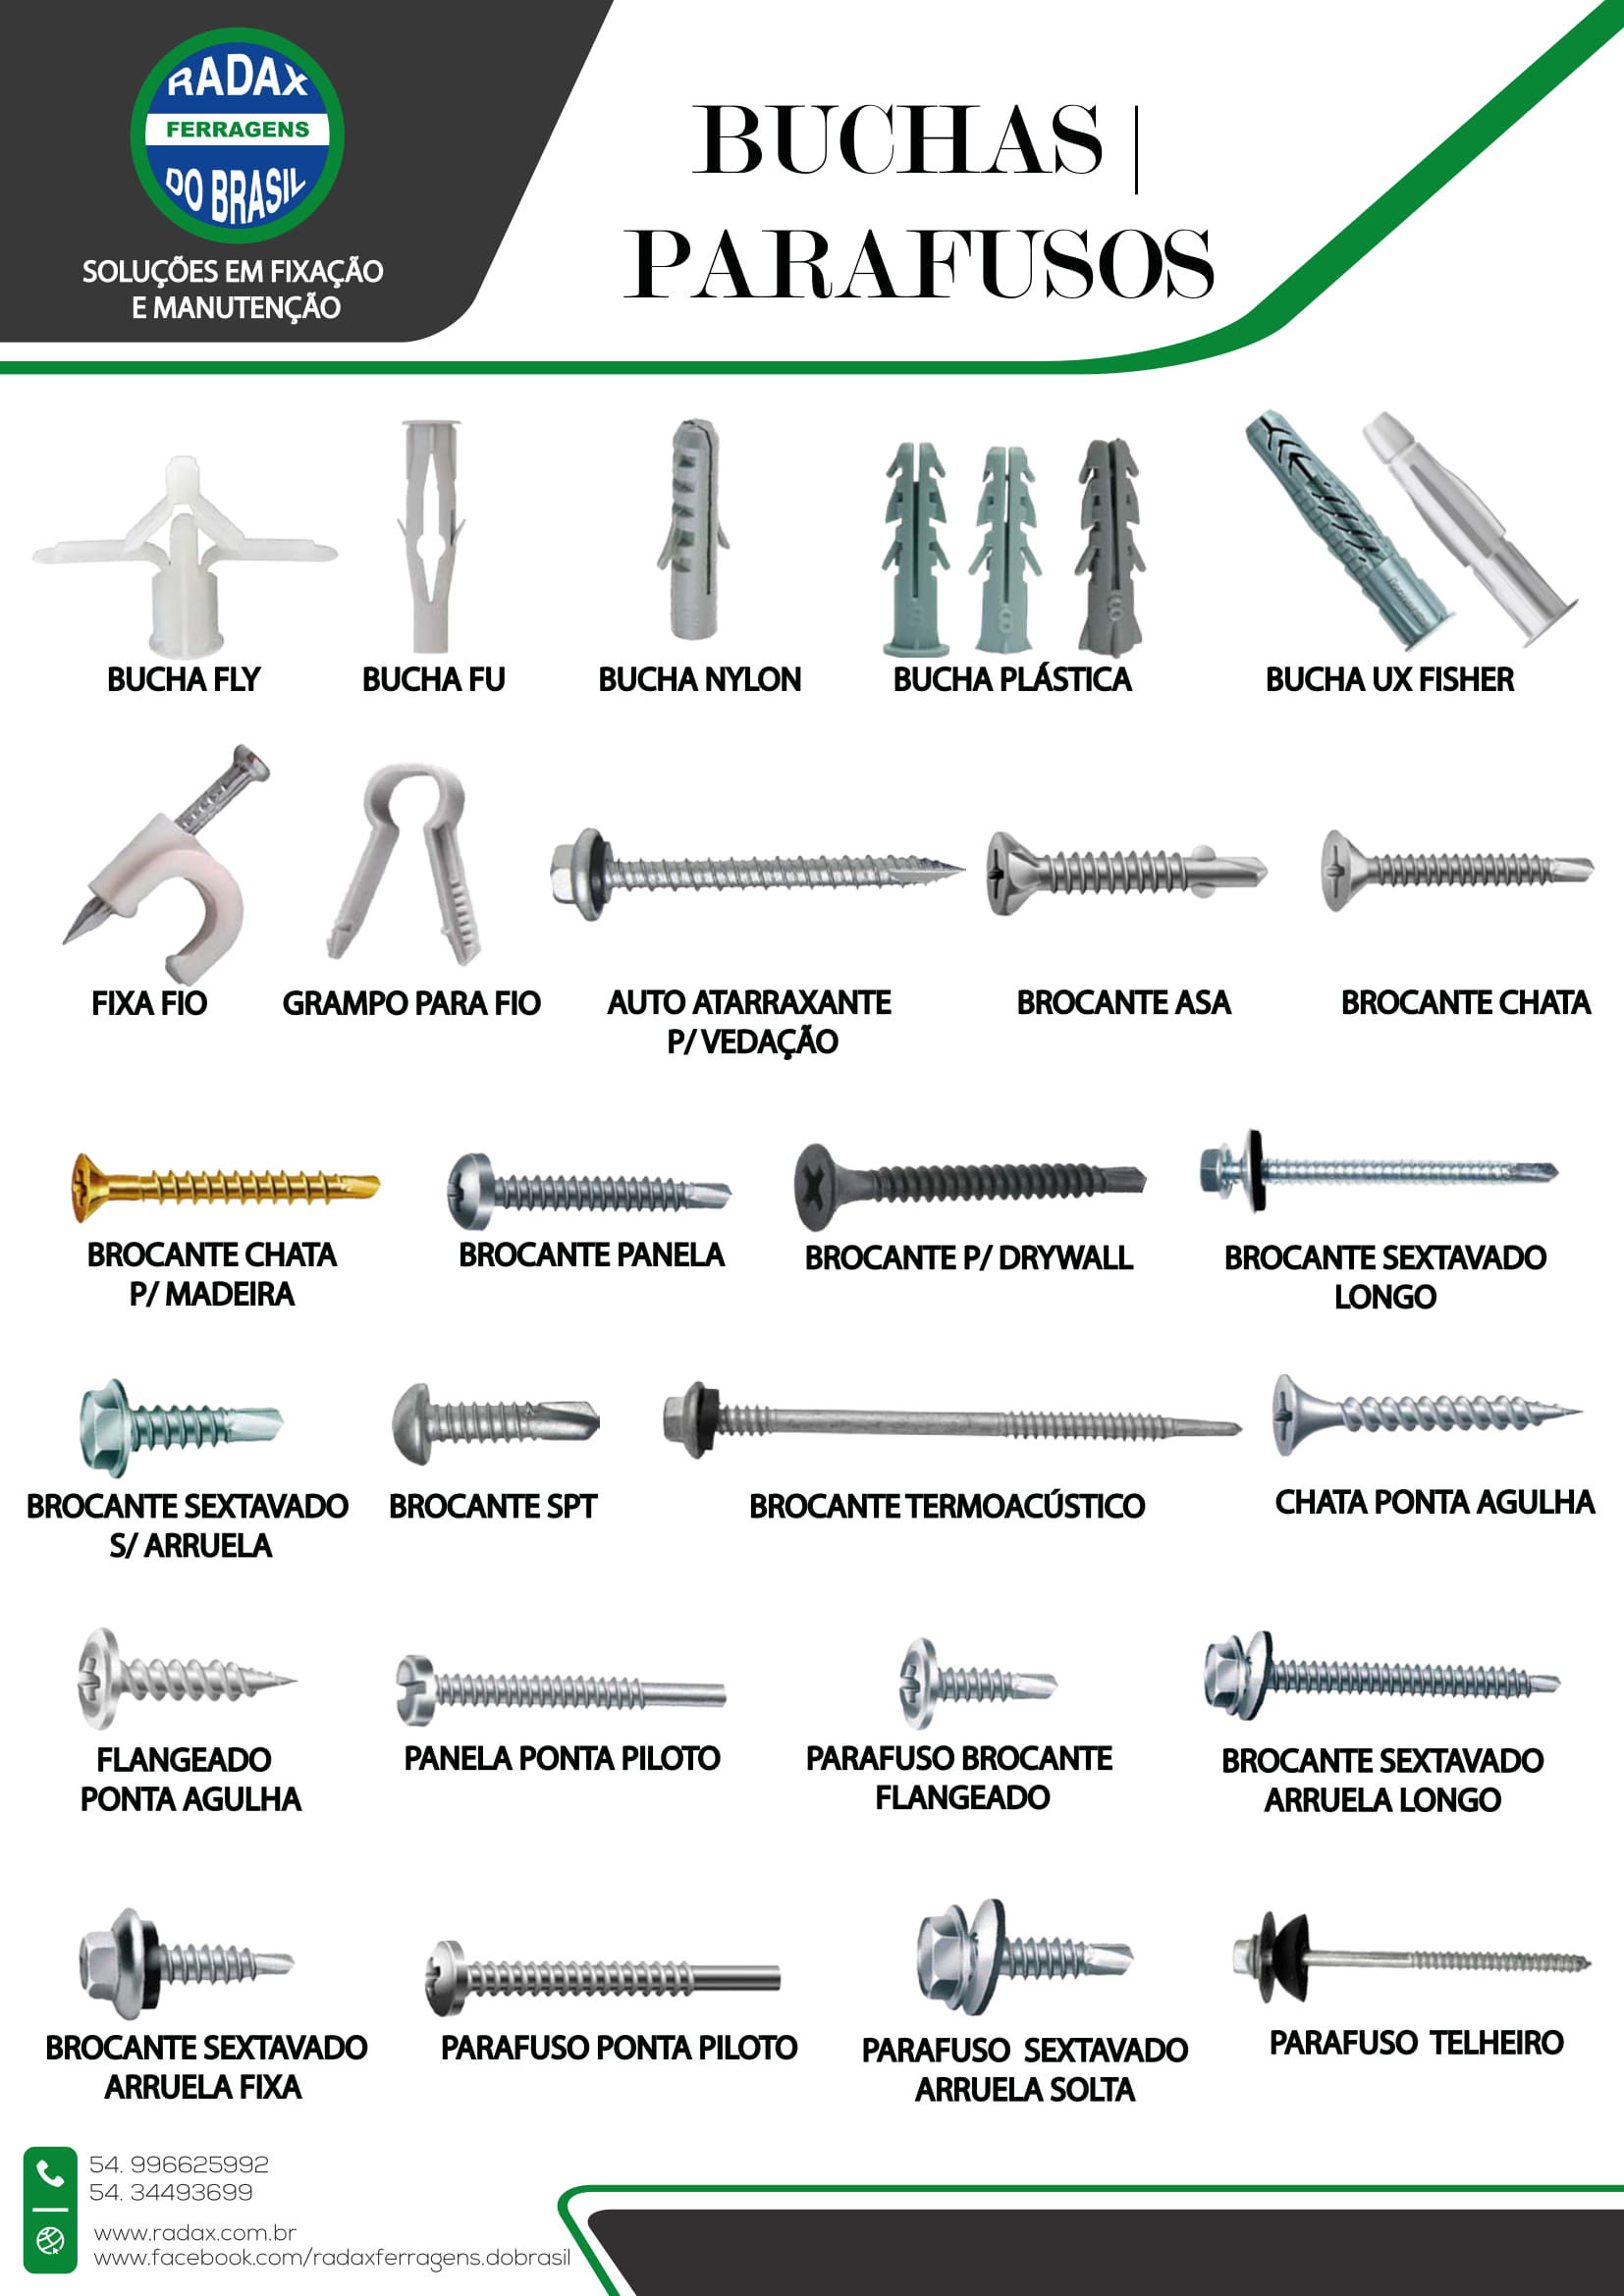 RADAX
FERRAGENS
DO BRASIL
SOLUÇÕES EM FIXAÇÃO
E MANUTENÇÃO
BUCHAS |
PARAFUSOS
BUCHA FLY
BUCHA FU
BUCHA NYLON
BUCHA PLÁSTICA
BUCHA UX FISHER
FIXA FIO
GRAMPO PARA FIO
AUTO ATARRAXANTE
P/ VEDAÇÃO
BROCANTE ASA
BROCANTE CHATA
BROCANTE CHATA
P/ MADEIRA
BROCANTE PANELA
BROCANTE P/ DRYWALL
BROCANTE SEXTAVADO
LONGO
BROCANTE SEXTAVADO
S/ ARRUELA
BROCANTE SPT
BROCANTE TERMOACÚSTICO
CHATA PONTA AGULHA
FLANGEADO
PONTA AGULHA
PANELA PONTA PILOTO
PARAFUSO BROCANTE
FLANGEADO
BROCANTE SEXTAVADO
ARRUELA LONGO
BROCANTE SEXTAVADO
ARRUELA FIXA
PARAFUSO PONTA PILOTO
PARAFUSO SEXTAVADO
ARRUELA SOLTA
PARAFUSO TELHEIRO
54. 996625992
54. 34493699
www.radax.com.br
www.facebook.com/radaxferragens.dobrasil